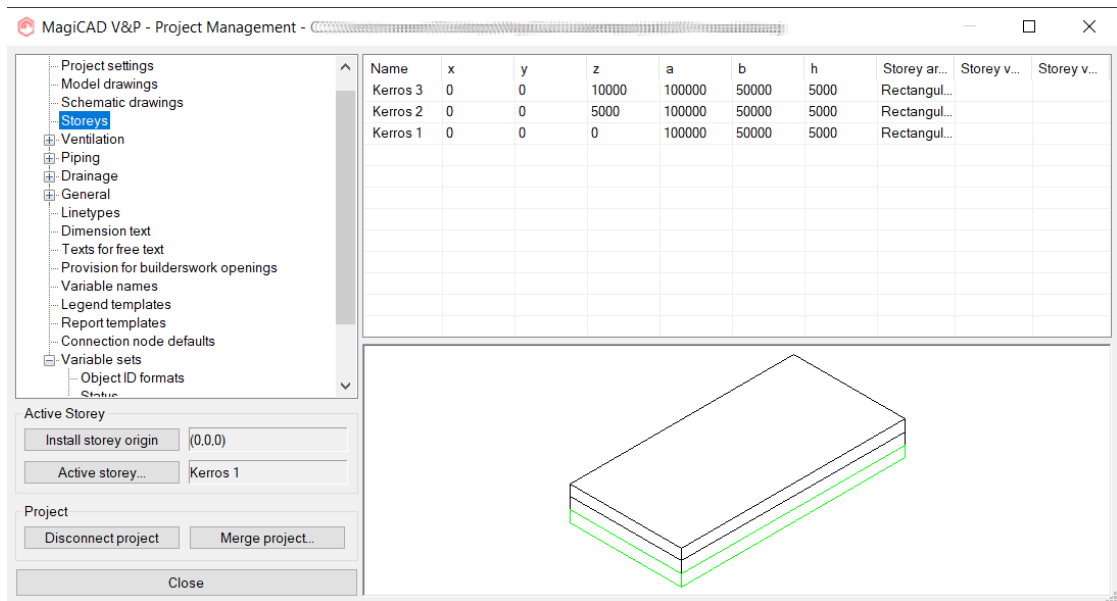 MagiCAD V&P - Project Management -
Project settings
Model drawings
Schematic drawings
Storeys
Ventilation
Piping
Drainage
General
Linetypes
Dimension text
Texts for free text
Provision for builderswork openings
Variable names
Legend templates
Report templates
Connection node defaults
Variable sets
Object ID formats
Status
Active Storey
Install storey origin (0,0,0)
Active storey... Kerros 1
Project
Disconnect project Merge project...
Close
Name x y z a b h Storey ar... Storey v... Storey v...
Kerros 3 0 0 10000 100000 50000 5000 Rectangul...
Kerros 2 0 0 5000 100000 50000 5000 Rectangul...
Kerros 1 0 0 0 100000 50000 5000 Rectangul...